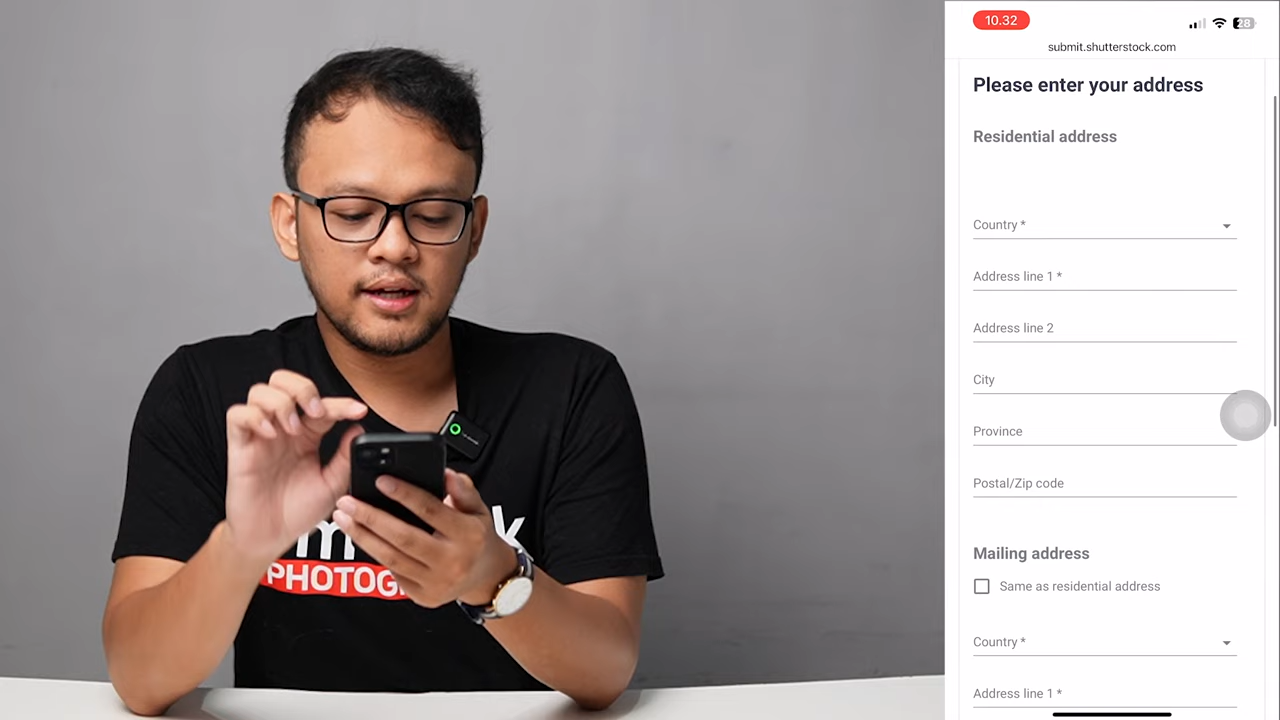 10.32
28
submit.shutterstock.com
Please enter your address
Residential address
Country *
Address line 1 *
Address line 2
City
Province
Postal/Zip code
Mailing address
Same as residential address
Country *
Address line 1 *
PHOTOG